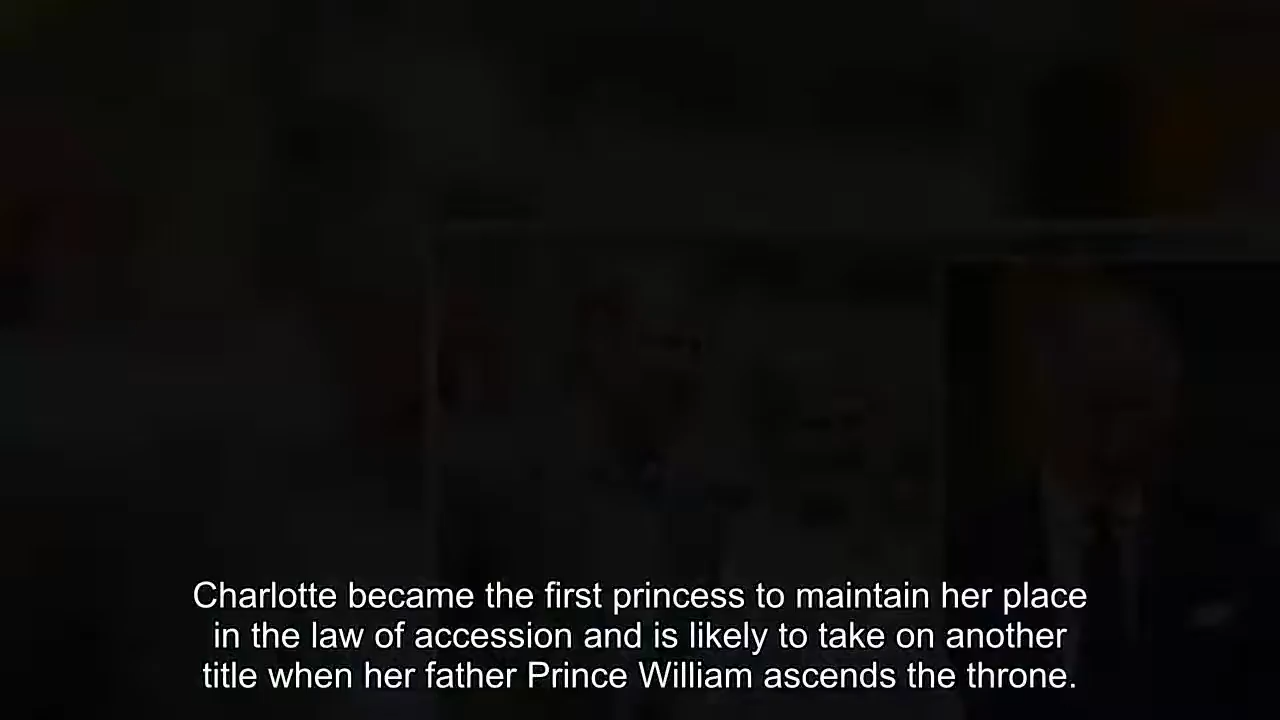 Charlotte became the first princess to maintain her place
in the law of accession and is likely to take on another
title when her father Prince William ascends the throne.